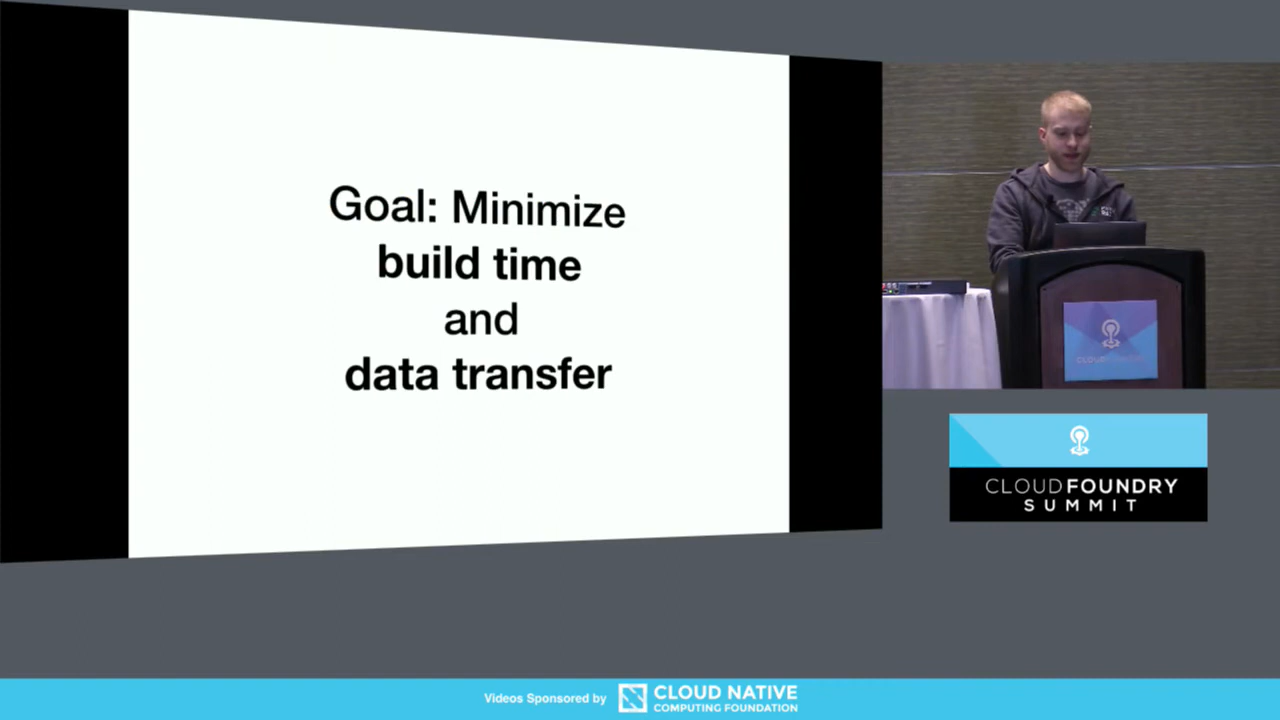 Goal: Minimize
build time
and
data transfer
CLOUD FOUNDRY
SUMMIT
Videos Sponsored by
CLOUD NATIVE
COMPUTING FOUNDATION